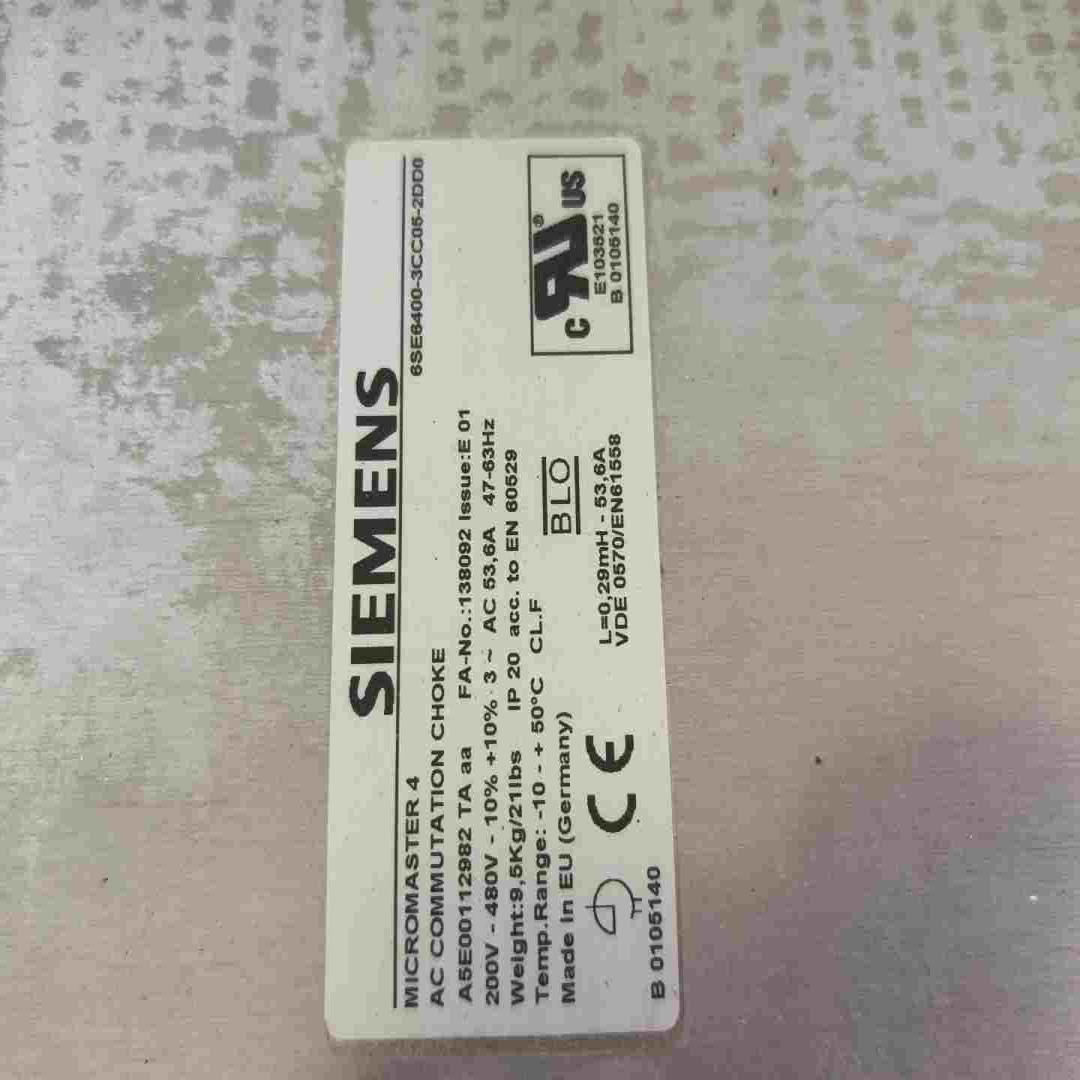 SIEMENS
MICROMASTER 4 6SE6400-3CC05-2DD0
AC COMMUTATION CHOKE
A5E00112982 TA aa FA-No.:138092 Issue:E 01
200V - 480V - 10% +10% 3 ~ AC 53,6A 47-63Hz
Weight:9,5Kg/21lbs IP 20 acc. to EN 60529
Temp.Range: -10 - + 50°C CL.F
Made in EU (Germany)
BLO
L=0,29mH - 53,6A
VDE 0570/EN61558
CE
B 0105140
c RU ® US
E103521
B 0105140